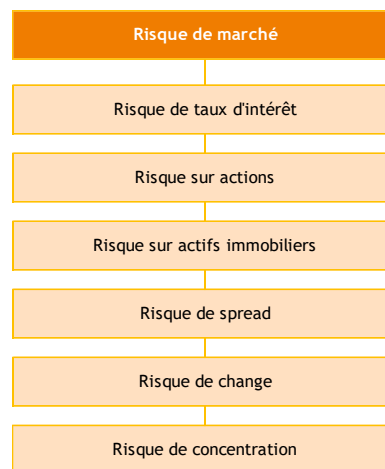 Risque de marché
Risque de taux d'intérêt
Risque sur actions
Risque sur actifs immobiliers
Risque de spread
Risque de change
Risque de concentration